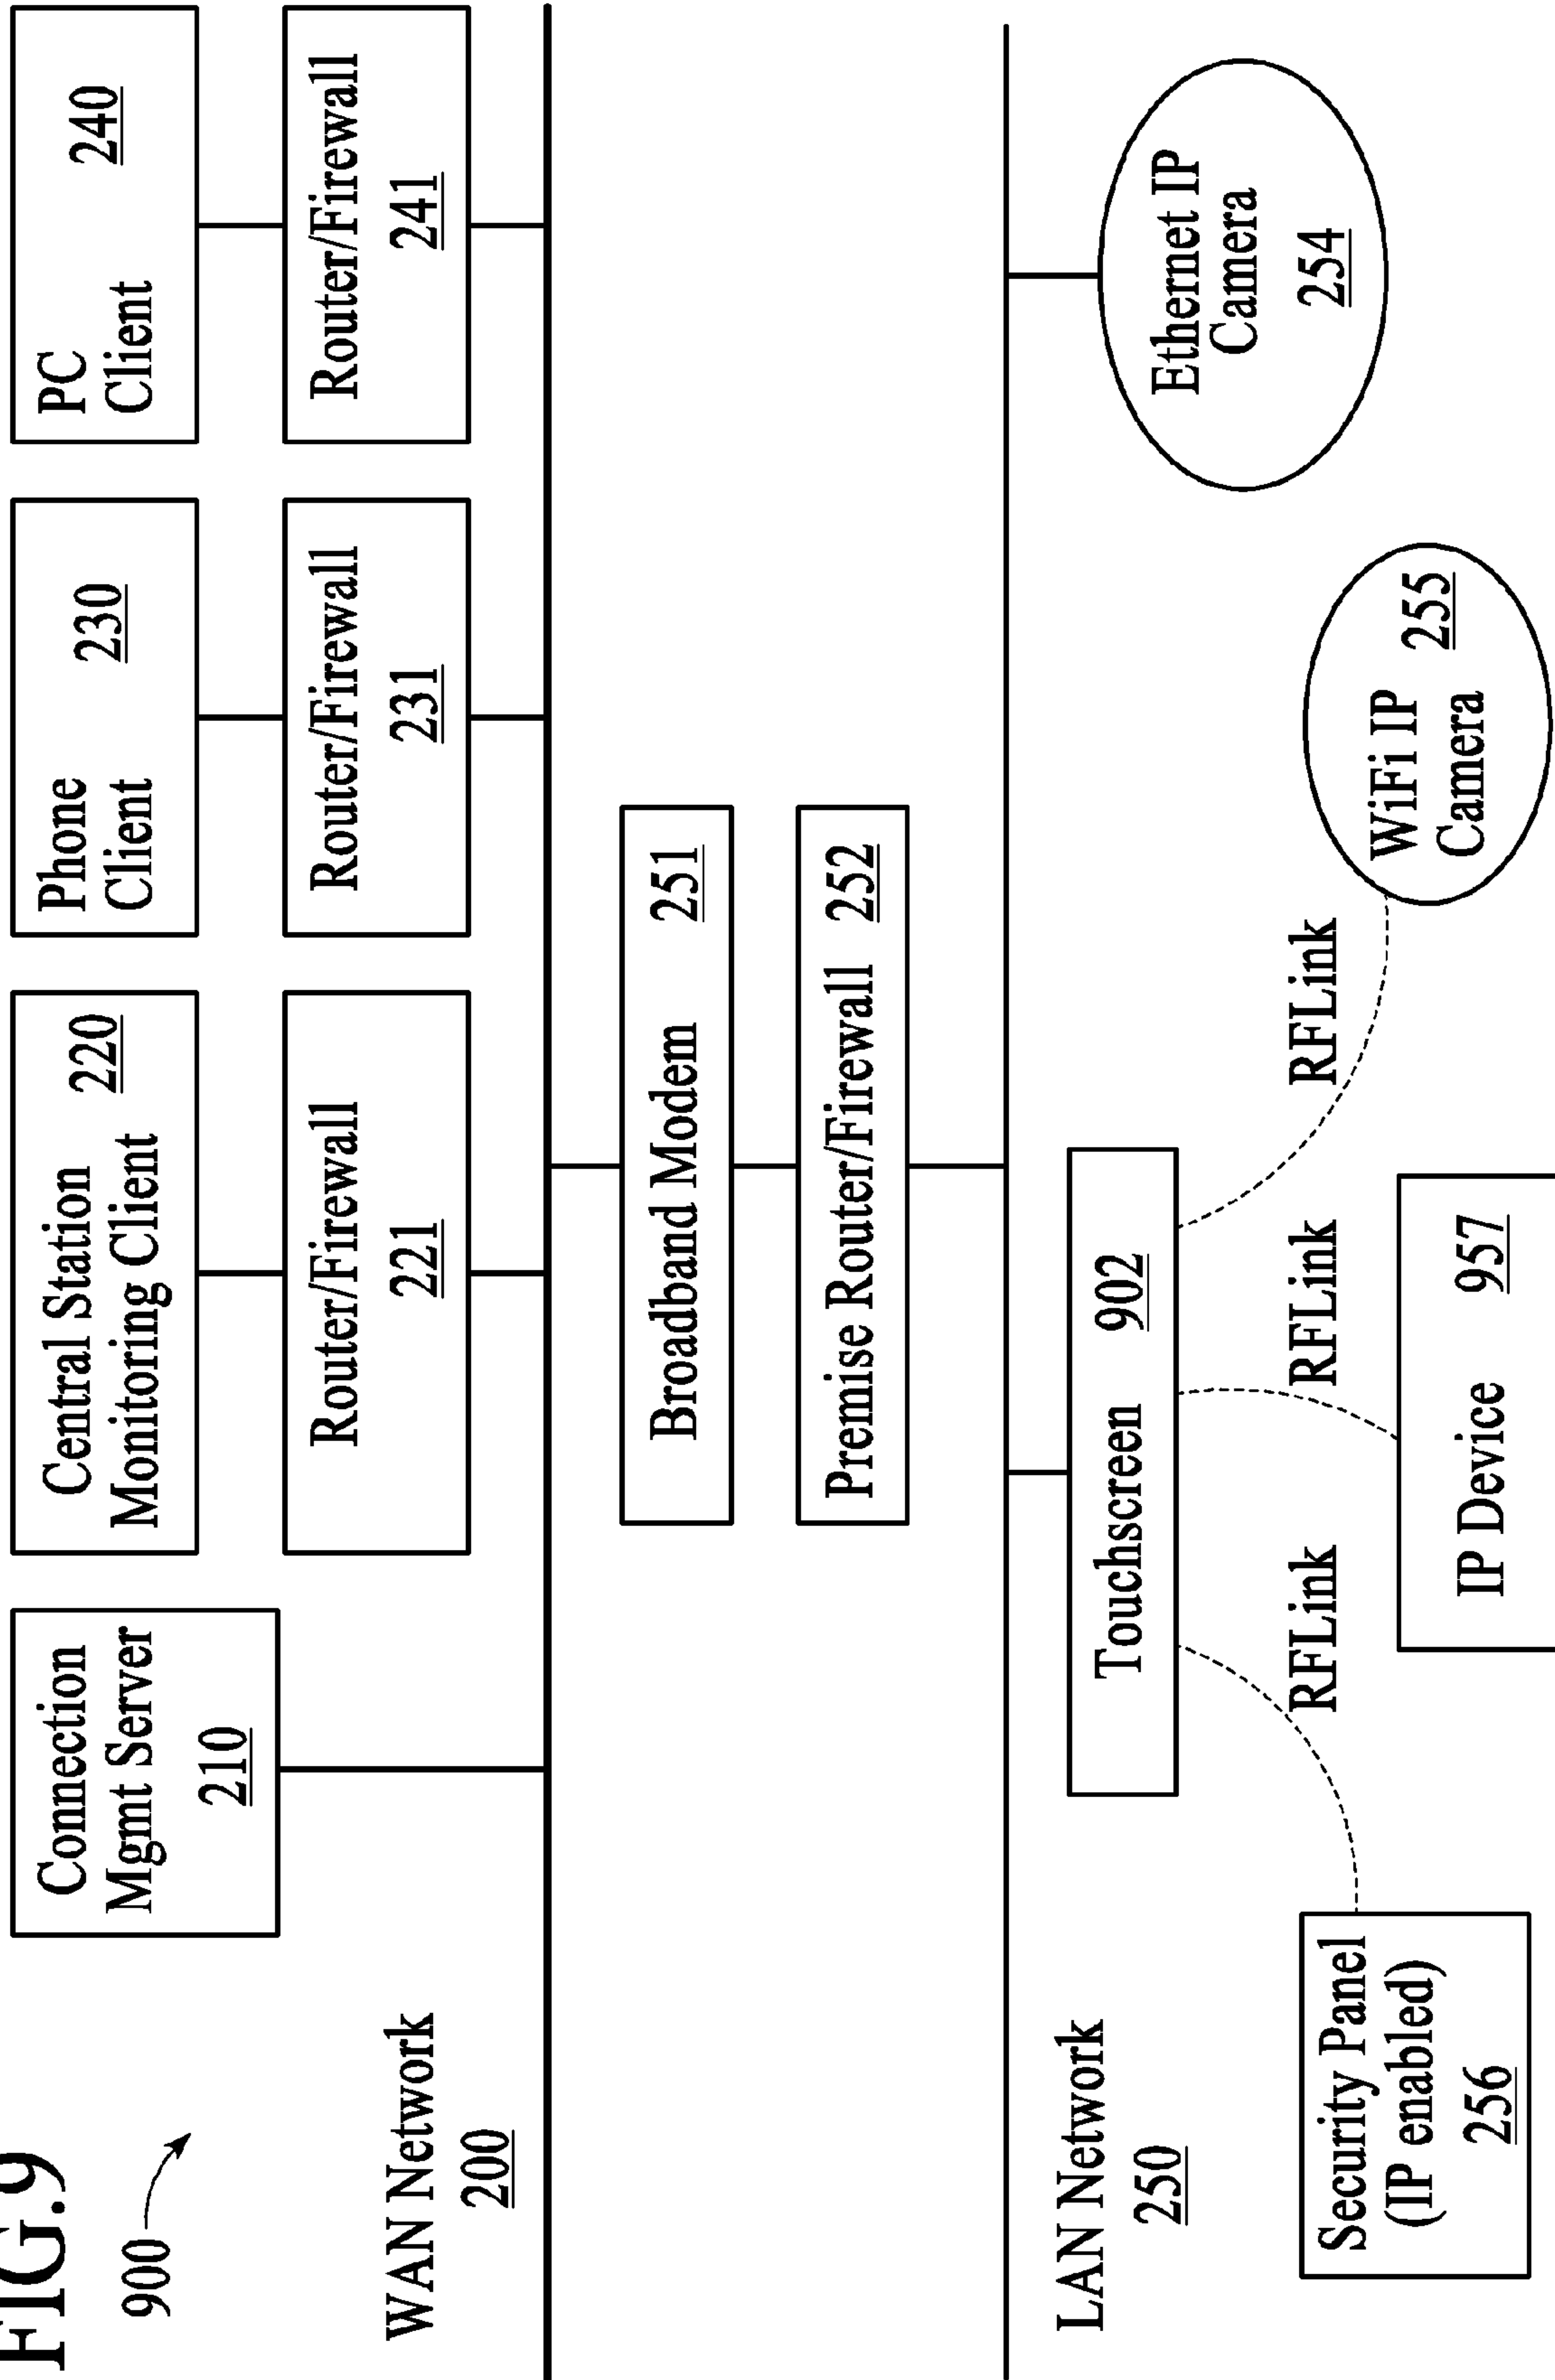 FIG.9
900
Connection
Mgmt Server
210
Central Station
Monitoring Client
220
Phone
Client
230
PC
Client
240
Router/Firewall
221
Router/Firewall
231
Router/Firewall
241
WAN Network
200
Broadband Modem 251
Premise Router/Firewall 252
LAN Network
250
Touchscreen 902
Ethernet IP
Camera
254
RFLink
RFLink
RFLink
Security Panel
(IP enabled)
256
IP Device 957
WiFi IP
Camera
255